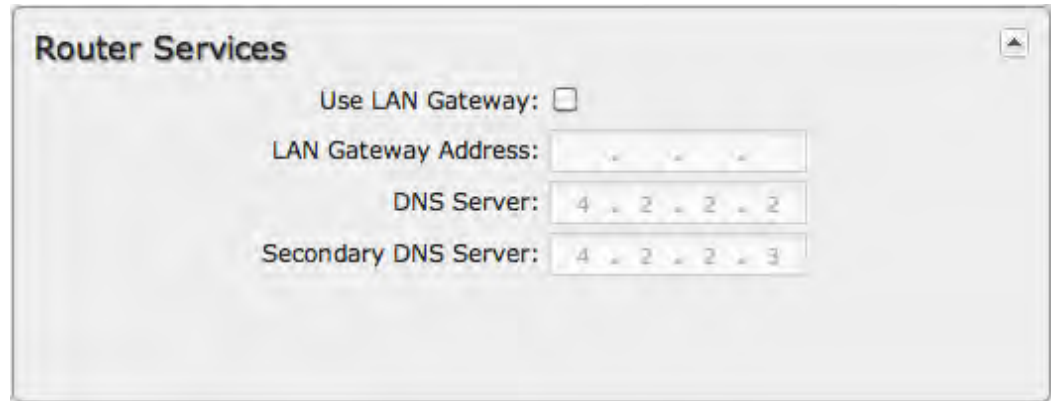 Router Services
Use LAN Gateway:
LAN Gateway Address: . . .
DNS Server: 4 . 2 . 2 . 2
Secondary DNS Server: 4 . 2 . 2 . 3